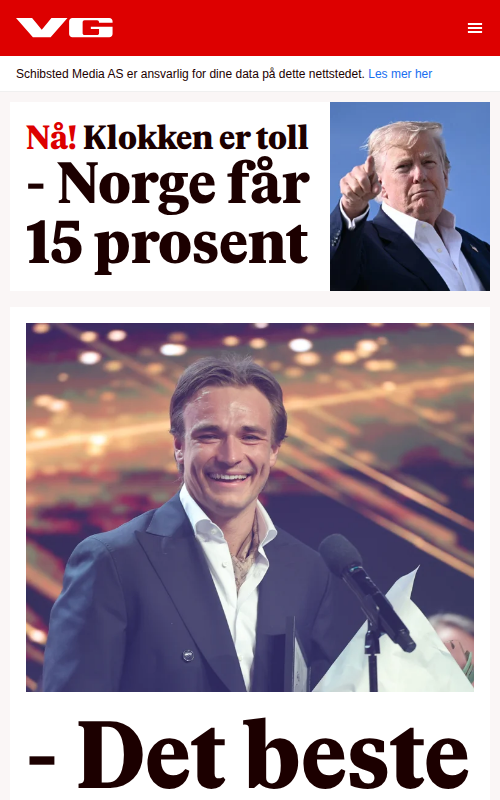 VG
Schibsted Media AS er ansvarlig for dine data på dette nettstedet. Les mer her
Nå! Klokken er toll
- Norge får
15 prosent
- Det beste